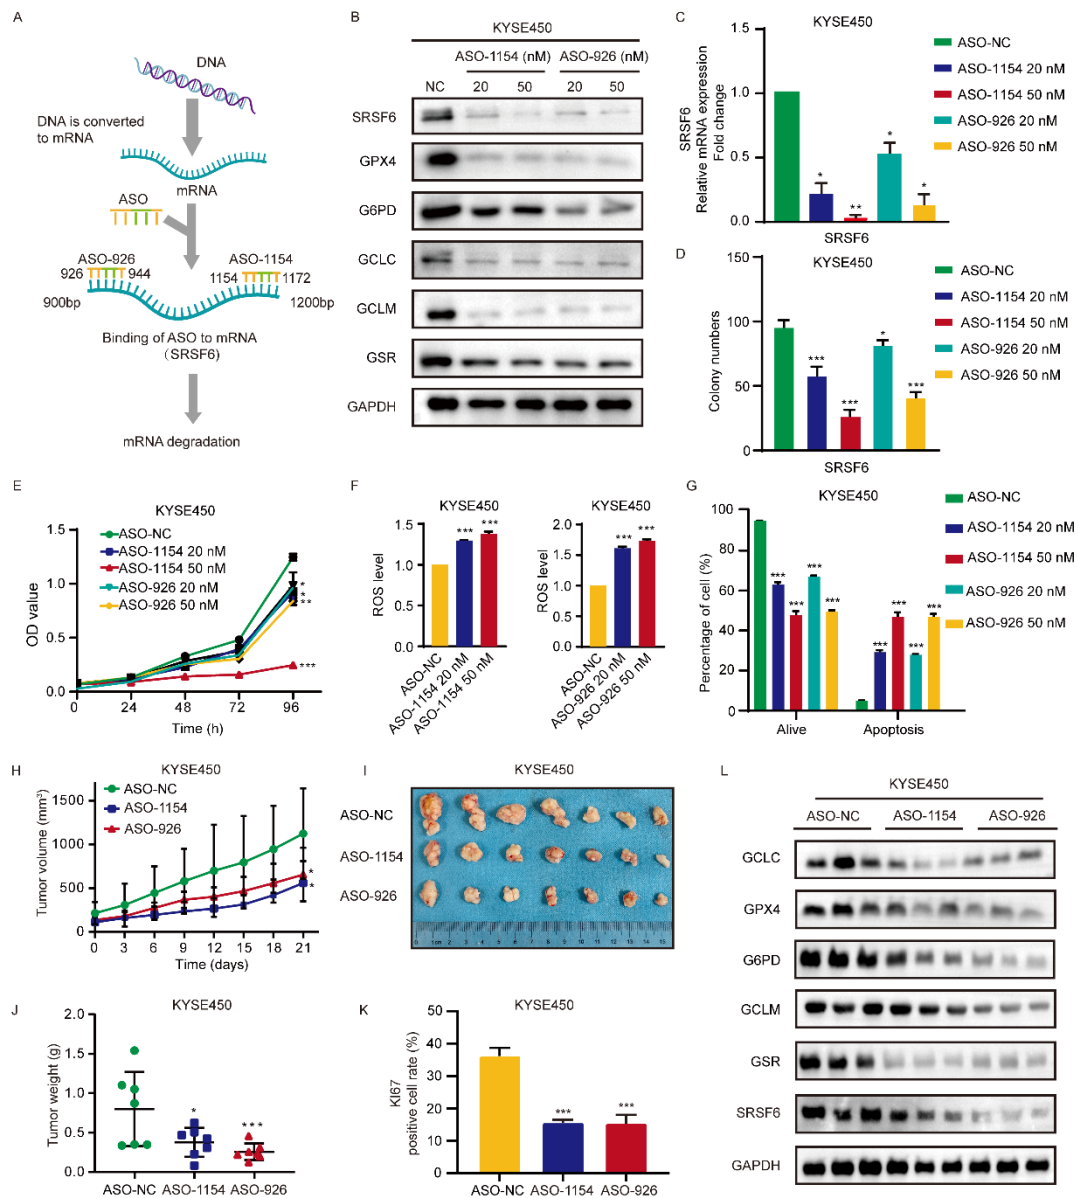 A
DNA
DNA is converted
to mRNA
mRNA
ASO
ASO-926
ASO-1154
926
944
1154
1172
900bp
1200bp
Binding of ASO to mRNA
(SRSF6)
mRNA degradation
B
KYSE450
ASO-1154 (nM)
ASO-926 (nM)
NC
20
50
20
50
SRSF6
GPX4
G6PD
GCLC
GCLM
GSR
GAPDH
C
KYSE450
SRSF6
Relative mRNA expression
Fold change
1.0
0.5
0.0
*
**
*
*
SRSF6
ASO-NC
ASO-1154 20 nM
ASO-1154 50 nM
ASO-926 20 nM
ASO-926 50 nM
D
KYSE450
Colony numbers
150
100
50
0
***
***
*
***
SRSF6
ASO-NC
ASO-1154 20 nM
ASO-1154 50 nM
ASO-926 20 nM
ASO-926 50 nM
E
KYSE450
OD value
1.5
1.0
0.5
0.0
ASO-NC
ASO-1154 20 nM
ASO-1154 50 nM
ASO-926 20 nM
ASO-926 50 nM
*
*
**
***
0
24
48
72
96
Time (h)
F
KYSE450
ROS level
1.5
1.0
0.5
0.0
***
***
ASO-NC
ASO-1154 20 nM
ASO-1154 50 nM
KYSE450
ROS level
2.0
1.5
1.0
0.5
0.0
***
***
ASO-NC
ASO-926 20 nM
ASO-926 50 nM
G
KYSE450
Percentage of cell (%)
100
80
60
40
20
0
***
***
***
***
***
***
***
***
Alive
Apoptosis
ASO-NC
ASO-1154 20 nM
ASO-1154 50 nM
ASO-926 20 nM
ASO-926 50 nM
H
KYSE450
ASO-NC
ASO-1154
ASO-926
Tumor volume (mm³)
1500
1000
500
0
*
*
0
3
6
9
12
15
18
21
Time (days)
I
KYSE450
ASO-NC
ASO-1154
ASO-926
0 1cm 2 3 4 5 6 7 8 9 10 11 12 13 14 15
J
KYSE450
Tumor weight (g)
2.0
1.5
1.0
0.5
0.0
*
***
ASO-NC
ASO-1154
ASO-926
K
KYSE450
KI67
positive cell rate (%)
50
40
30
20
10
0
***
***
ASO-NC
ASO-1154
ASO-926
L
KYSE450
ASO-NC
ASO-1154
ASO-926
GCLC
GPX4
G6PD
GCLM
GSR
SRSF6
GAPDH